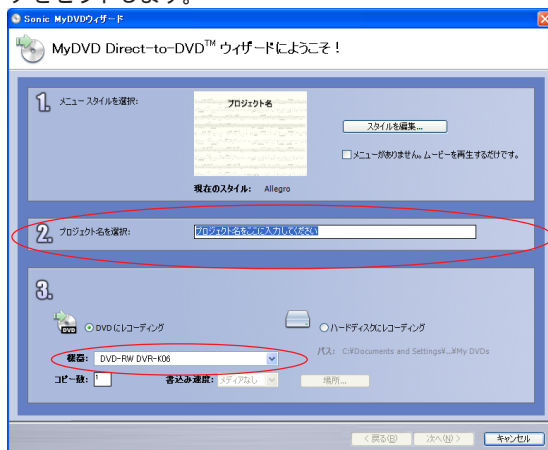 Sonic MyDVDウィザード
MyDVD Direct-to-DVD™ ウィザードにようこそ！
1. メニュー スタイルを選択:
プロジェクト名
スタイルを編集...
メニューがありません。ムービーを再生するだけです。
現在のスタイル: Allegro
2. プロジェクト名を選択:
プロジェクト名をここに入力してください
3.
DVD にレコーディング
ハードディスクにレコーディング
機器: DVD-RW DVR-K06
パス: C:¥Documents and Settings¥...¥My DVDs
コピー数: 1
書込み速度: メディアなし
場所...
< 戻る(B)
次へ(N) >
キャンセル